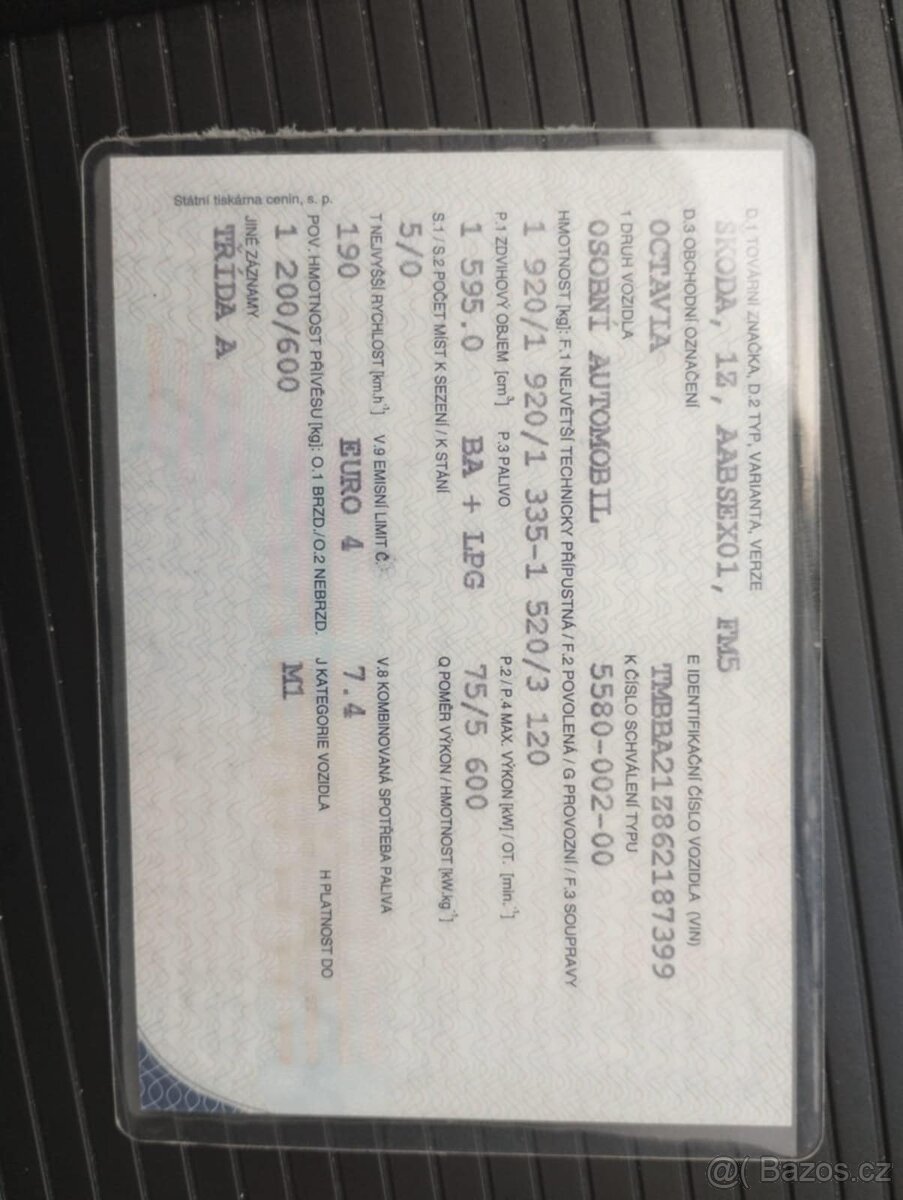 D.1 TOVÁRNÍ ZNAČKA, D.2 TYP, VARIANTA, VERZE
ŠKODA, 1Z, AABSEX01, FM5
D.3 OBCHODNÍ OZNAČENÍ E IDENTIFIKAČNÍ ČÍSLO VOZIDLA (VIN)
OCTAVIA TMBBA21Z862187399
1 DRUH VOZIDLA K ČÍSLO SCHVÁLENÍ TYPU
OSOBNÍ AUTOMOBIL 5580-002-00
HMOTNOST [kg]: F.1 NEJVĚTŠÍ TECHNICKY PŘÍPUSTNÁ / F.2 POVOLENÁ / G PROVOZNÍ / F.3 SOUPRAVY
1 920/1 920/1 335-1 520/3 120
P.1 ZDVIHOVÝ OBJEM [cm³] P.3 PALIVO P.2 / P.4 MAX. VÝKON [kW] / OT. [min.⁻¹]
1 595.0 BA + LPG 75/5 600
S.1 / S.2 POČET MÍST K SEZENÍ / K STÁNÍ Q POMĚR VÝKON / HMOTNOST [kW.kg⁻¹]
5/0
T NEJVYŠŠÍ RYCHLOST [km.h⁻¹] V.9 EMISNÍ LIMIT Č. V.8 KOMBINOVANÁ SPOTŘEBA PALIVA
190 EURO 4 7.4
POV. HMOTNOST PŘÍVĚSU [kg]: O.1 BRZD./O.2 NEBRZD. J KATEGORIE VOZIDLA H PLATNOST DO
1 200/600 M1
JINÉ ZÁZNAMY
TŘÍDA A
Státní tiskárna cenin, s. p.
@( Bazos.cz